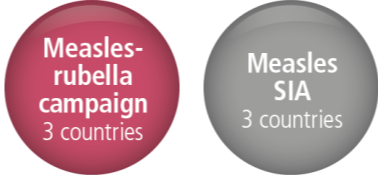 Measles-
rubella
campaign
3 countries
Measles
SIA
3 countries